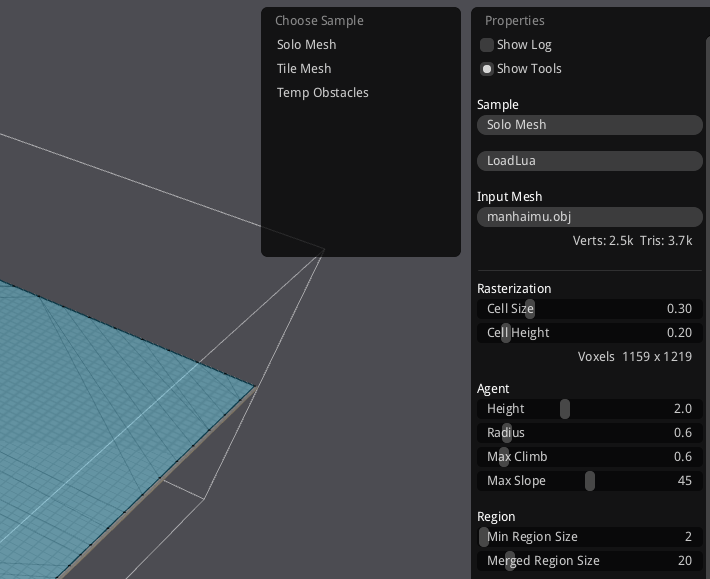 Choose Sample
Solo Mesh
Tile Mesh
Temp Obstacles
Properties
Show Log
Show Tools
Sample
Solo Mesh
LoadLua
Input Mesh
manhaimu.obj
Verts: 2.5k Tris: 3.7k
Rasterization
Cell Size 0.30
Cell Height 0.20
Voxels 1159 x 1219
Agent
Height 2.0
Radius 0.6
Max Climb 0.6
Max Slope 45
Region
Min Region Size 2
Merged Region Size 20